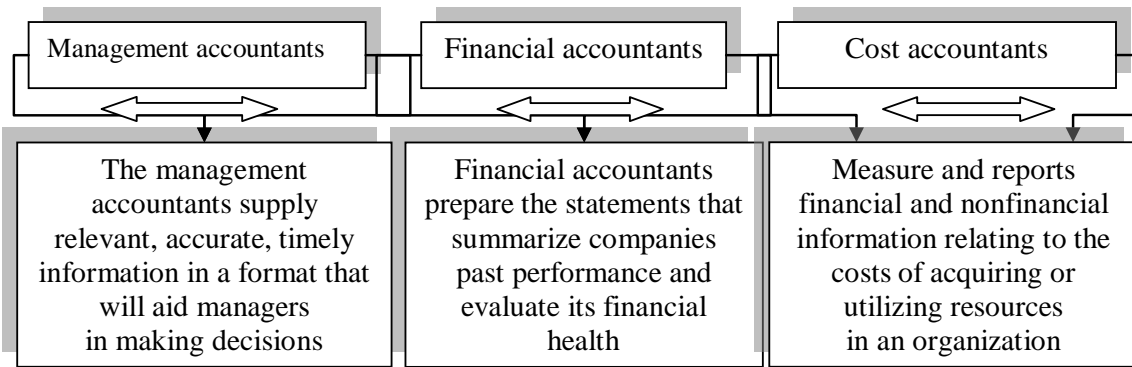 Management accountants
Financial accountants
Cost accountants
The management
accountants supply
relevant, accurate, timely
information in a format that
will aid managers
in making decisions
Financial accountants
prepare the statements that
summarize companies
past performance and
evaluate its financial
health
Measure and reports
financial and nonfinancial
information relating to the
costs of acquiring or
utilizing resources
in an organization